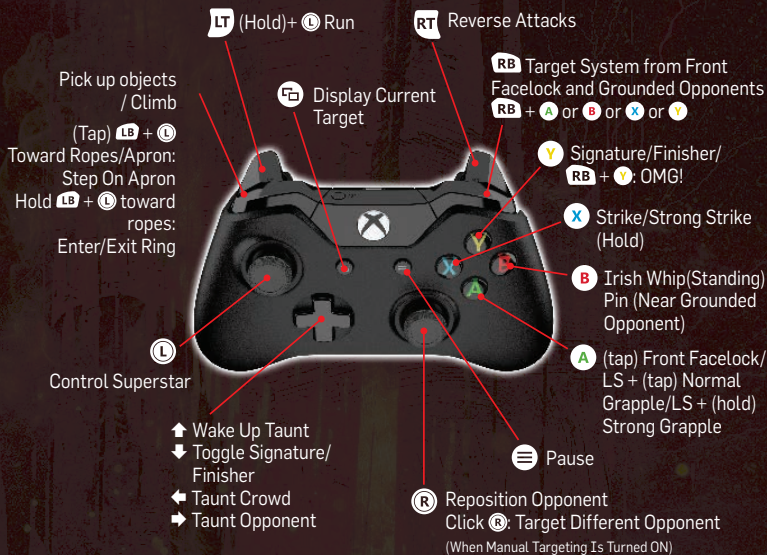 LT (Hold)+ L Run
RT Reverse Attacks
Pick up objects
/ Climb
(Tap) LB + L
Toward Ropes/Apron:
Step On Apron
Hold LB + L toward
ropes:
Enter/Exit Ring
Display Current
Target
RB Target System from Front
Facelock and Grounded Opponents
RB + A or B or X or Y
Y Signature/Finisher/
RB + Y: OMG!
X Strike/Strong Strike
(Hold)
B Irish Whip(Standing)
Pin (Near Grounded
Opponent)
A (tap) Front Facelock/
LS + (tap) Normal
Grapple/LS + (hold)
Strong Grapple
Y
X
B
A
L
Control Superstar
⬆ Wake Up Taunt
⬇ Toggle Signature/
Finisher
⬅ Taunt Crowd
➡ Taunt Opponent
Pause
R Reposition Opponent
Click R: Target Different Opponent
(When Manual Targeting Is Turned ON)